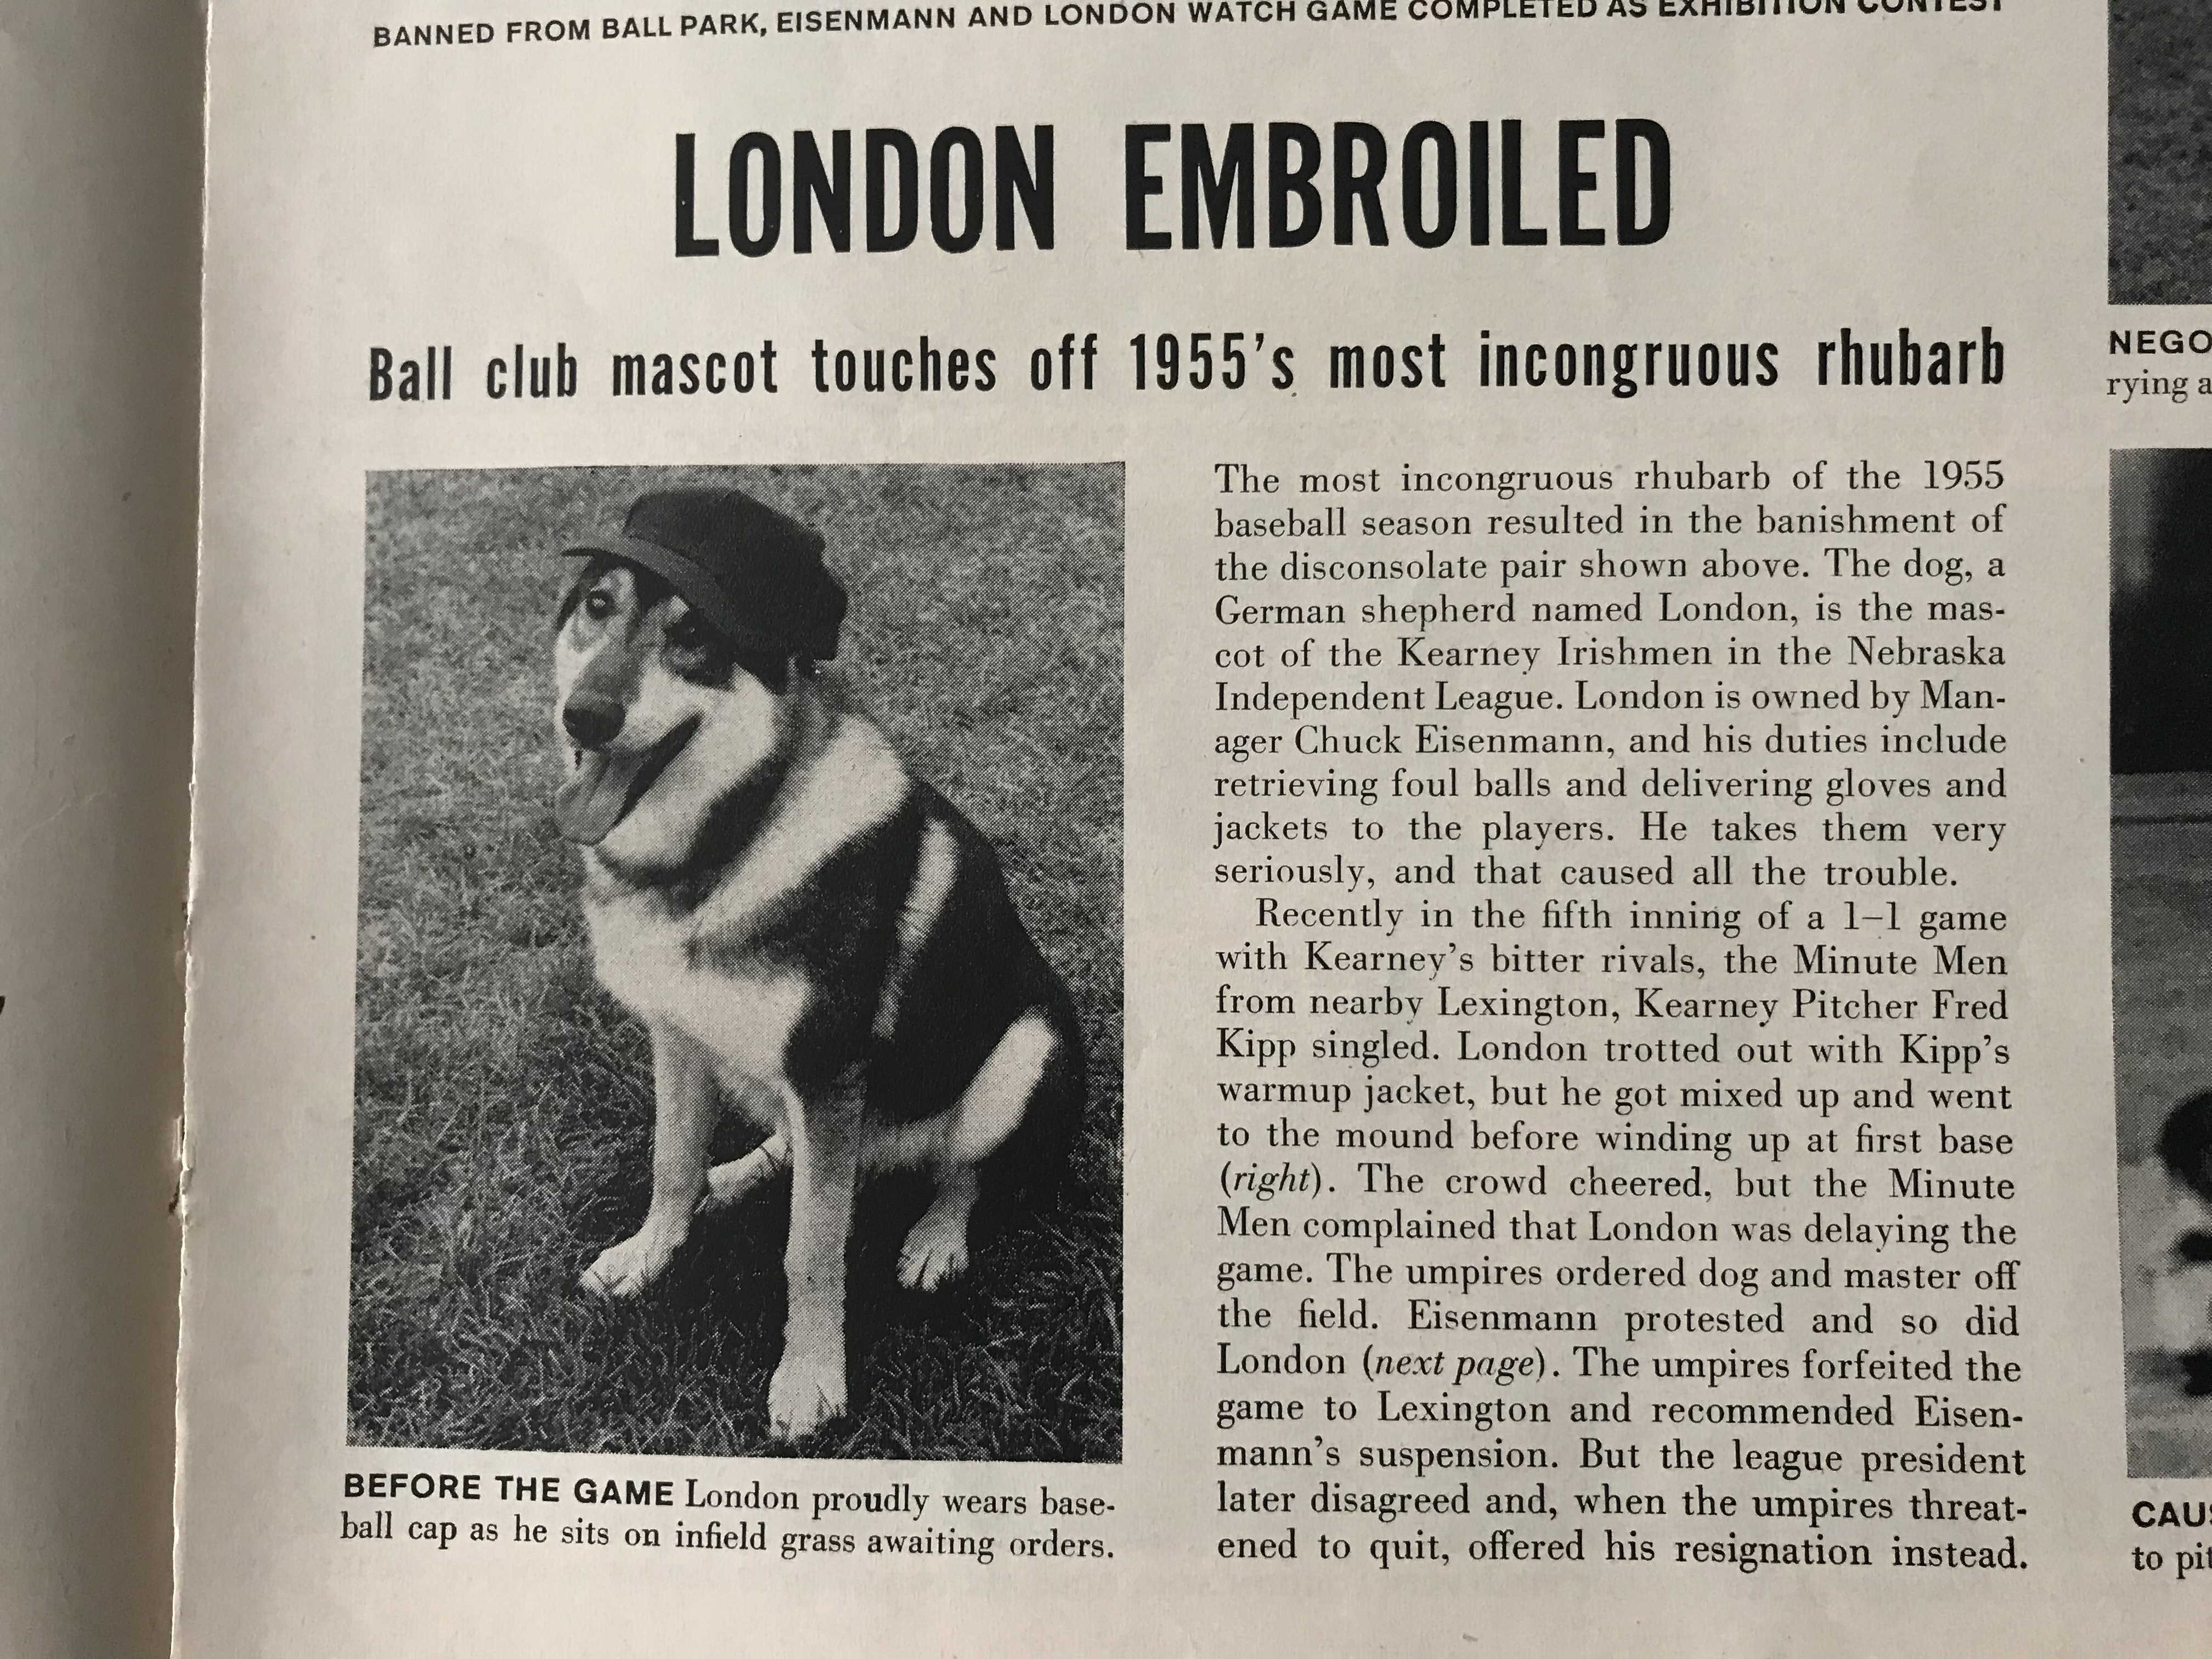 BANNED FROM BALL PARK, EISENMANN AND LONDON WATCH GAME COMPLETED AS EXHIBITION CONTEST
LONDON EMBROILED
Ball club mascot touches off 1955's most incongruous rhubarb
The most incongruous rhubarb of the 1955
baseball season resulted in the banishment of
the disconsolate pair shown above. The dog, a
German shepherd named London, is the mas-
cot of the Kearney Irishmen in the Nebraska
Independent League. London is owned by Man-
ager Chuck Eisenmann, and his duties include
retrieving foul balls and delivering gloves and
jackets to the players. He takes them very
seriously, and that caused all the trouble.
Recently in the fifth inning of a 1–1 game
with Kearney's bitter rivals, the Minute Men
from nearby Lexington, Kearney Pitcher Fred
Kipp singled. London trotted out with Kipp's
warmup jacket, but he got mixed up and went
to the mound before winding up at first base
(right). The crowd cheered, but the Minute
Men complained that London was delaying the
game. The umpires ordered dog and master off
the field. Eisenmann protested and so did
London (next page). The umpires forfeited the
game to Lexington and recommended Eisen-
mann's suspension. But the league president
later disagreed and, when the umpires threat-
ened to quit, offered his resignation instead.
BEFORE THE GAME London proudly wears base-
ball cap as he sits on infield grass awaiting orders.
NEGO
rying a
CAU
to pit